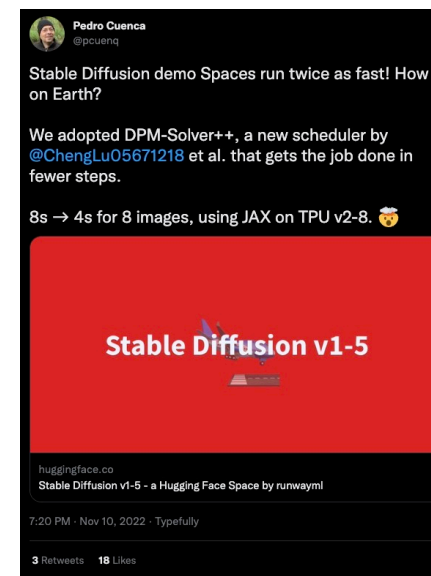 Pedro Cuenca
@pcuenq
Stable Diffusion demo Spaces run twice as fast! How
on Earth?
We adopted DPM-Solver++, a new scheduler by
@ChengLu05671218 et al. that gets the job done in
fewer steps.
8s → 4s for 8 images, using JAX on TPU v2-8. 🤯
Stable Diffusion v1-5
huggingface.co
Stable Diffusion v1-5 - a Hugging Face Space by runwayml
7:20 PM · Nov 10, 2022 · Typefully
3 Retweets 18 Likes